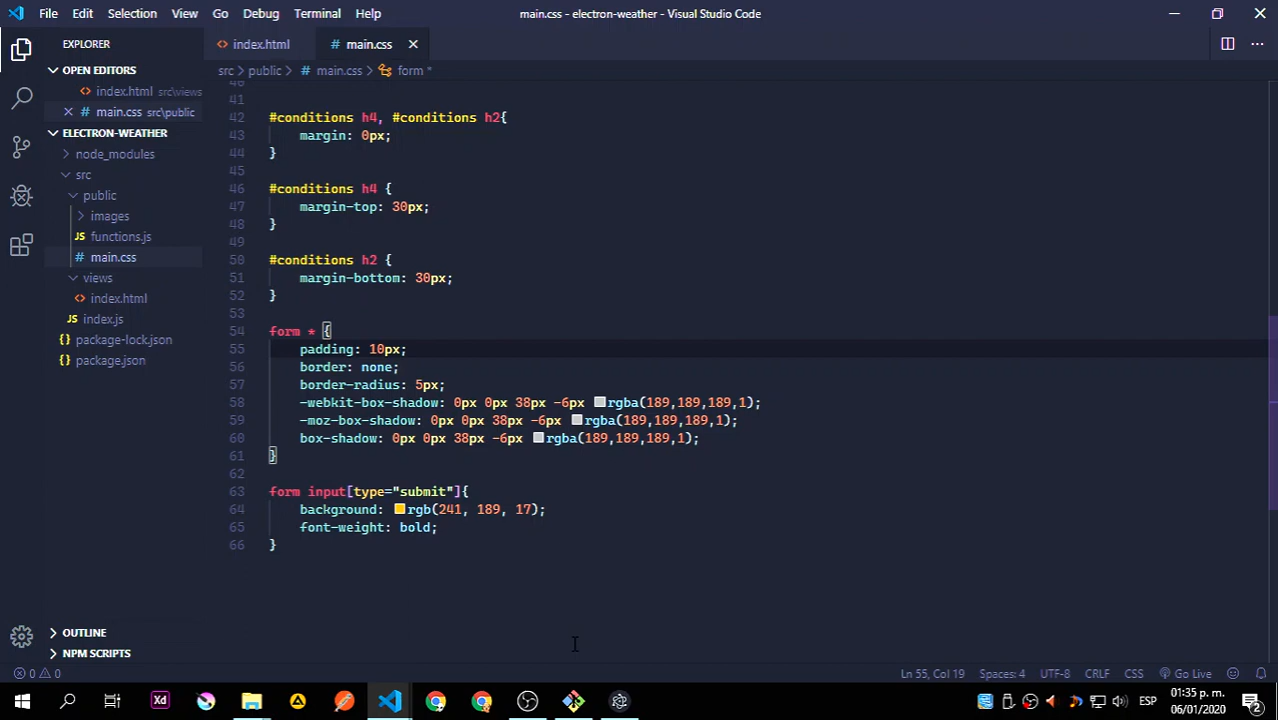 File Edit Selection View Go Debug Terminal Help main.css - electron-weather - Visual Studio Code
EXPLORER
index.html
main.css
OPEN EDITORS
src > public > main.css > form *
index.html src\views
main.css src\public
ELECTRON-WEATHER
node_modules
src
public
images
functions.js
main.css
views
index.html
index.js
package-lock.json
package.json
OUTLINE
NPM SCRIPTS
40
41
42 #conditions h4, #conditions h2{
43 margin: 0px;
44 }
45
46 #conditions h4 {
47 margin-top: 30px;
48 }
49
50 #conditions h2 {
51 margin-bottom: 30px;
52 }
53
54 form * {
55 padding: 10px;
56 border: none;
57 border-radius: 5px;
58 -webkit-box-shadow: 0px 0px 38px -6px rgba(189,189,189,1);
59 -moz-box-shadow: 0px 0px 38px -6px rgba(189,189,189,1);
60 box-shadow: 0px 0px 38px -6px rgba(189,189,189,1);
61 }
62
63 form input[type="submit"]{
64 background: rgb(241, 189, 17);
65 font-weight: bold;
66 }
0 0 Ln 55, Col 19 Spaces: 4 UTF-8 CRLF CSS Go Live
Xd
ESP
01:35 p. m.
06/01/2020
2